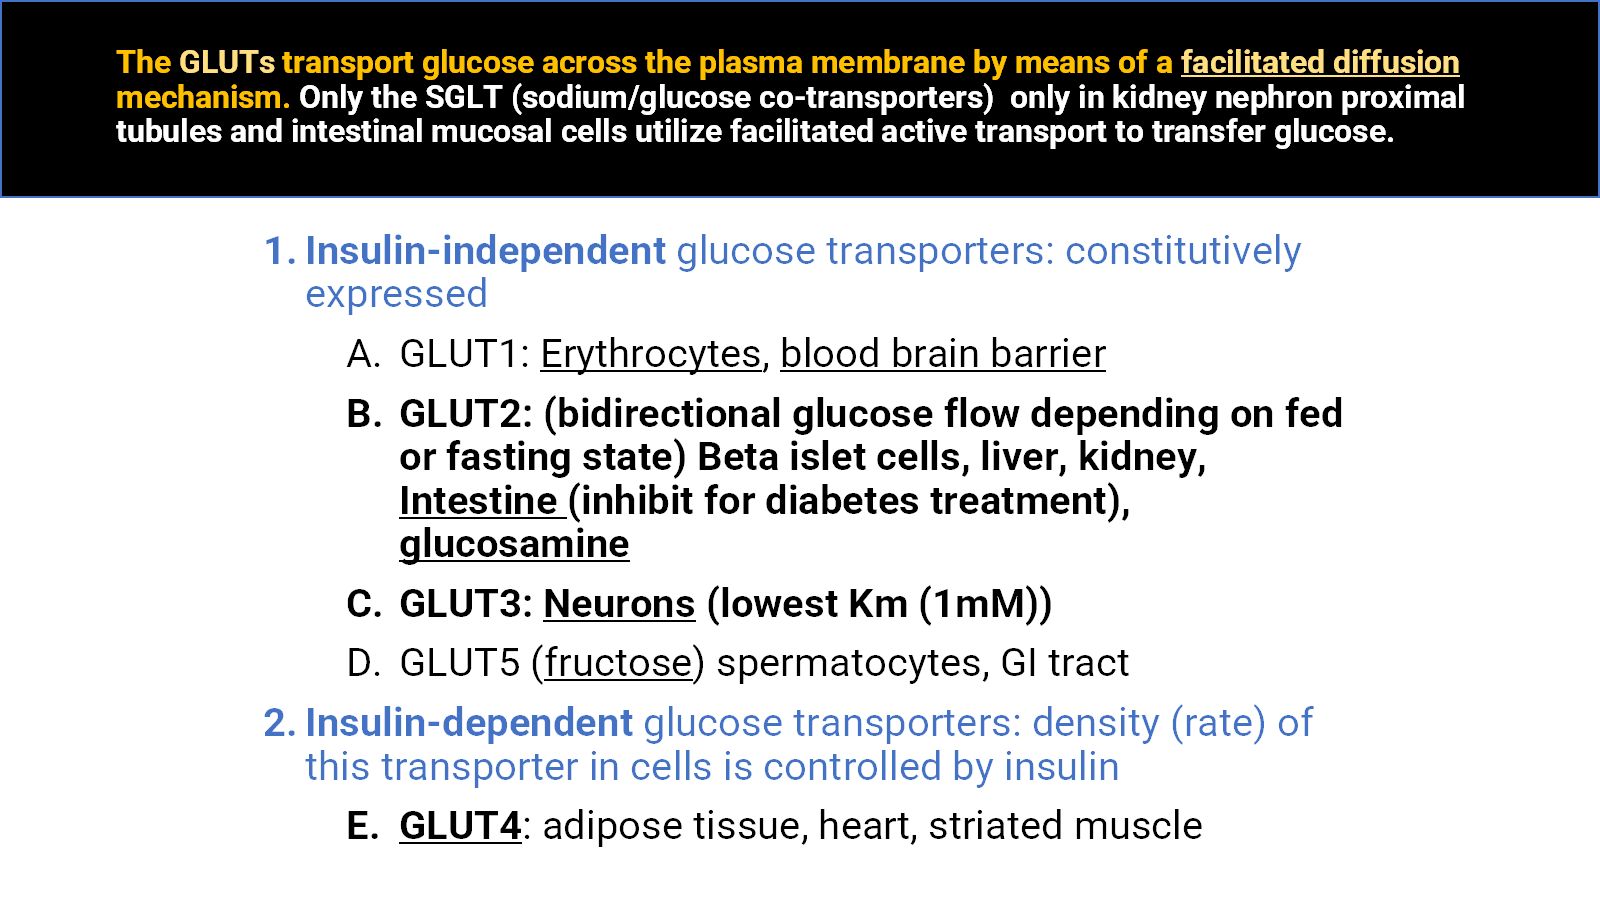 The GLUTs transport glucose across the plasma membrane by means of a facilitated diffusion
mechanism. Only the SGLT (sodium/glucose co-transporters)  only in kidney nephron proximal
tubules and intestinal mucosal cells utilize facilitated active transport to transfer glucose.
1. Insulin-independent glucose transporters: constitutively
expressed
A. GLUT1: Erythrocytes, blood brain barrier
B. GLUT2: (bidirectional glucose flow depending on fed
or fasting state) Beta islet cells, liver, kidney,
Intestine (inhibit for diabetes treatment),
glucosamine
C. GLUT3: Neurons (lowest Km (1mM))
D. GLUT5 (fructose) spermatocytes, GI tract
2. Insulin-dependent glucose transporters: density (rate) of
this transporter in cells is controlled by insulin
E. GLUT4: adipose tissue, heart, striated muscle